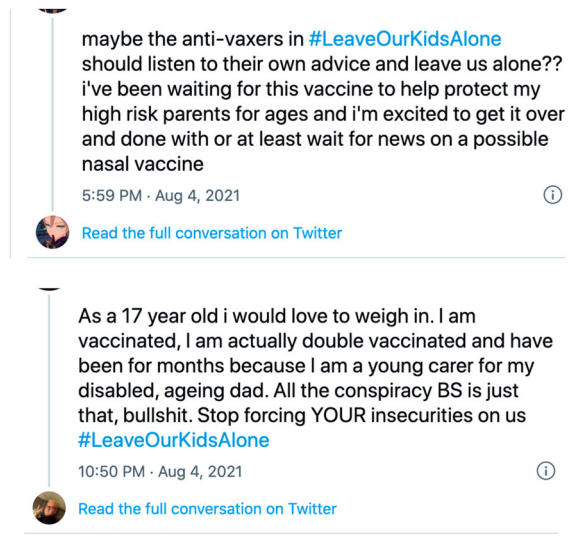 maybe the anti-vaxers in #LeaveOurKidsAlone
should listen to their own advice and leave us alone??
i've been waiting for this vaccine to help protect my
high risk parents for ages and i'm excited to get it over
and done with or at least wait for news on a possible
nasal vaccine
5:59 PM · Aug 4, 2021
Read the full conversation on Twitter
As a 17 year old i would love to weigh in. I am
vaccinated, I am actually double vaccinated and have
been for months because I am a young carer for my
disabled, ageing dad. All the conspiracy BS is just
that, bullshit. Stop forcing YOUR insecurities on us
#LeaveOurKidsAlone
10:50 PM · Aug 4, 2021
Read the full conversation on Twitter